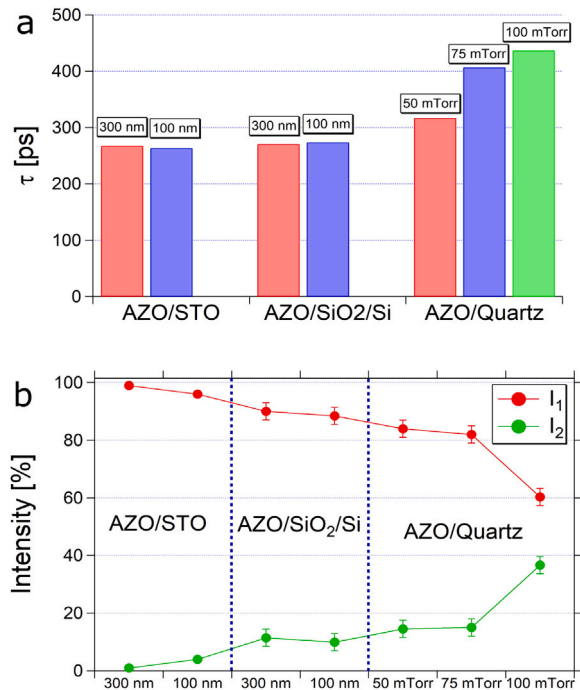 a
500
400
300
200
100
0
τ [ps]
300 nm
100 nm
300 nm
100 nm
50 mTorr
75 mTorr
100 mTorr
AZO/STO
AZO/SiO2/Si
AZO/Quartz
b
100
80
60
40
20
0
Intensity [%]
I₁
I₂
AZO/STO
AZO/SiO₂/Si
AZO/Quartz
300 nm
100 nm
300 nm
100 nm
50 mTorr
75 mTorr
100 mTorr